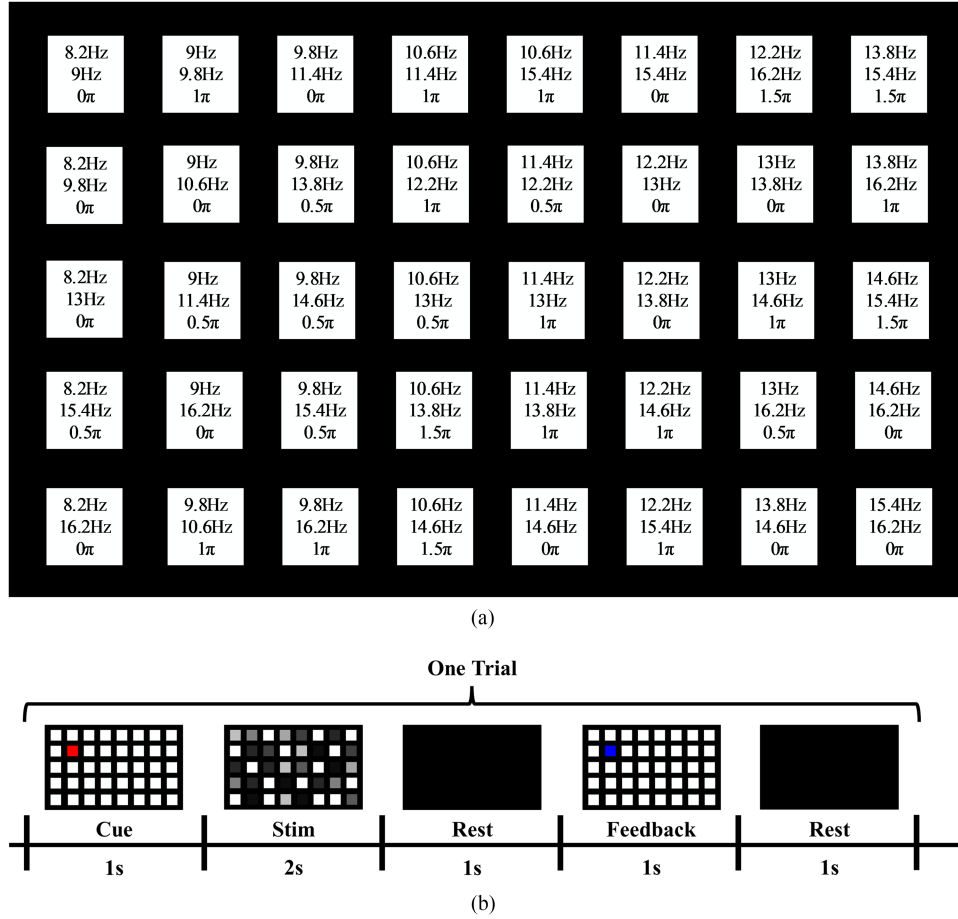 8.2Hz 9Hz 9.8Hz 10.6Hz 10.6Hz 11.4Hz 12.2Hz 13.8Hz
9Hz 9.8Hz 11.4Hz 11.4Hz 15.4Hz 15.4Hz 16.2Hz 15.4Hz
0π 1π 0π 1π 1π 0π 1.5π 1.5π
8.2Hz 9Hz 9.8Hz 10.6Hz 11.4Hz 12.2Hz 13Hz 13.8Hz
9.8Hz 10.6Hz 13.8Hz 12.2Hz 12.2Hz 13Hz 13.8Hz 16.2Hz
0π 0π 0.5π 1π 0.5π 0π 0π 1π
8.2Hz 9Hz 9.8Hz 10.6Hz 11.4Hz 12.2Hz 13Hz 14.6Hz
13Hz 11.4Hz 14.6Hz 13Hz 13Hz 13.8Hz 14.6Hz 15.4Hz
0π 0.5π 0.5π 0.5π 1π 0π 1π 1.5π
8.2Hz 9Hz 9.8Hz 10.6Hz 11.4Hz 12.2Hz 13Hz 14.6Hz
15.4Hz 16.2Hz 15.4Hz 13.8Hz 13.8Hz 14.6Hz 16.2Hz 16.2Hz
0.5π 0π 0.5π 1.5π 1π 1π 0.5π 0π
8.2Hz 9.8Hz 9.8Hz 10.6Hz 11.4Hz 12.2Hz 13.8Hz 15.4Hz
16.2Hz 10.6Hz 16.2Hz 14.6Hz 14.6Hz 15.4Hz 14.6Hz 16.2Hz
0π 1π 1π 1.5π 0π 1π 0π 0π
(a)
One Trial
Cue Stim Rest Feedback Rest
1s 2s 1s 1s 1s
(b)